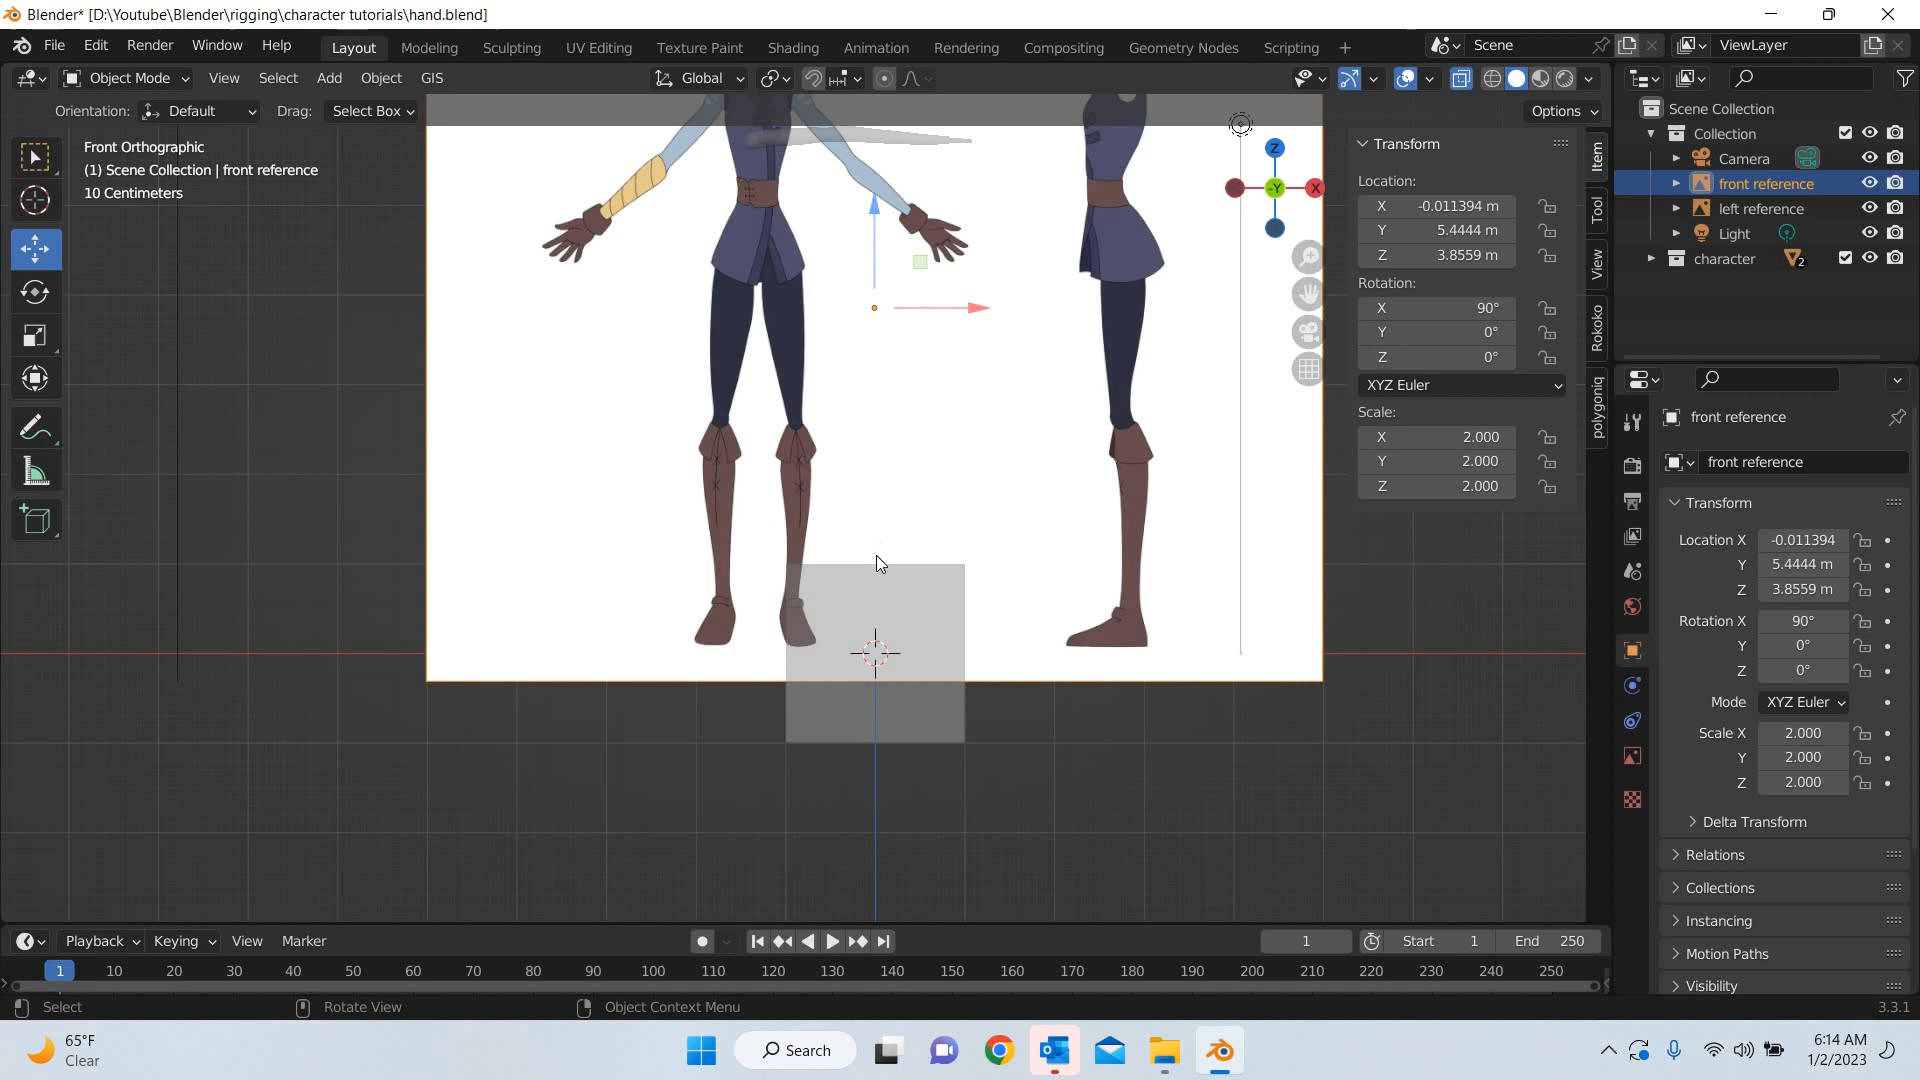 Blender* [D:\Youtube\Blender\rigging\character tutorials\hand.blend]
File Edit Render Window Help Layout Modeling Sculpting UV Editing Texture Paint Shading Animation Rendering Compositing Geometry Nodes Scripting + Scene ViewLayer
Object Mode View Select Add Object GIS Global
Orientation: Default Drag: Select Box Options
Front Orthographic
(1) Scene Collection | front reference
10 Centimeters
Z
-Y X
Transform
Location:
X -0.011394 m
Y 5.4444 m
Z 3.8559 m
Rotation:
X 90°
Y 0°
Z 0°
XYZ Euler
Scale:
X 2.000
Y 2.000
Z 2.000
Item
Tool
View
Rokoko
polygoniq
Scene Collection
Collection
Camera
front reference
left reference
Light
character 2
front reference
front reference
Transform
Location X -0.011394
Y 5.4444 m
Z 3.8559 m
Rotation X 90°
Y 0°
Z 0°
Mode XYZ Euler
Scale X 2.000
Y 2.000
Z 2.000
Delta Transform
Relations
Collections
Instancing
Motion Paths
Visibility
Playback Keying View Marker 1 Start 1 End 250
1 10 20 30 40 50 60 70 80 90 100 110 120 130 140 150 160 170 180 190 200 210 220 230 240 250
Select Rotate View Object Context Menu 3.3.1
65°F
Clear
Search
6:14 AM
1/2/2023